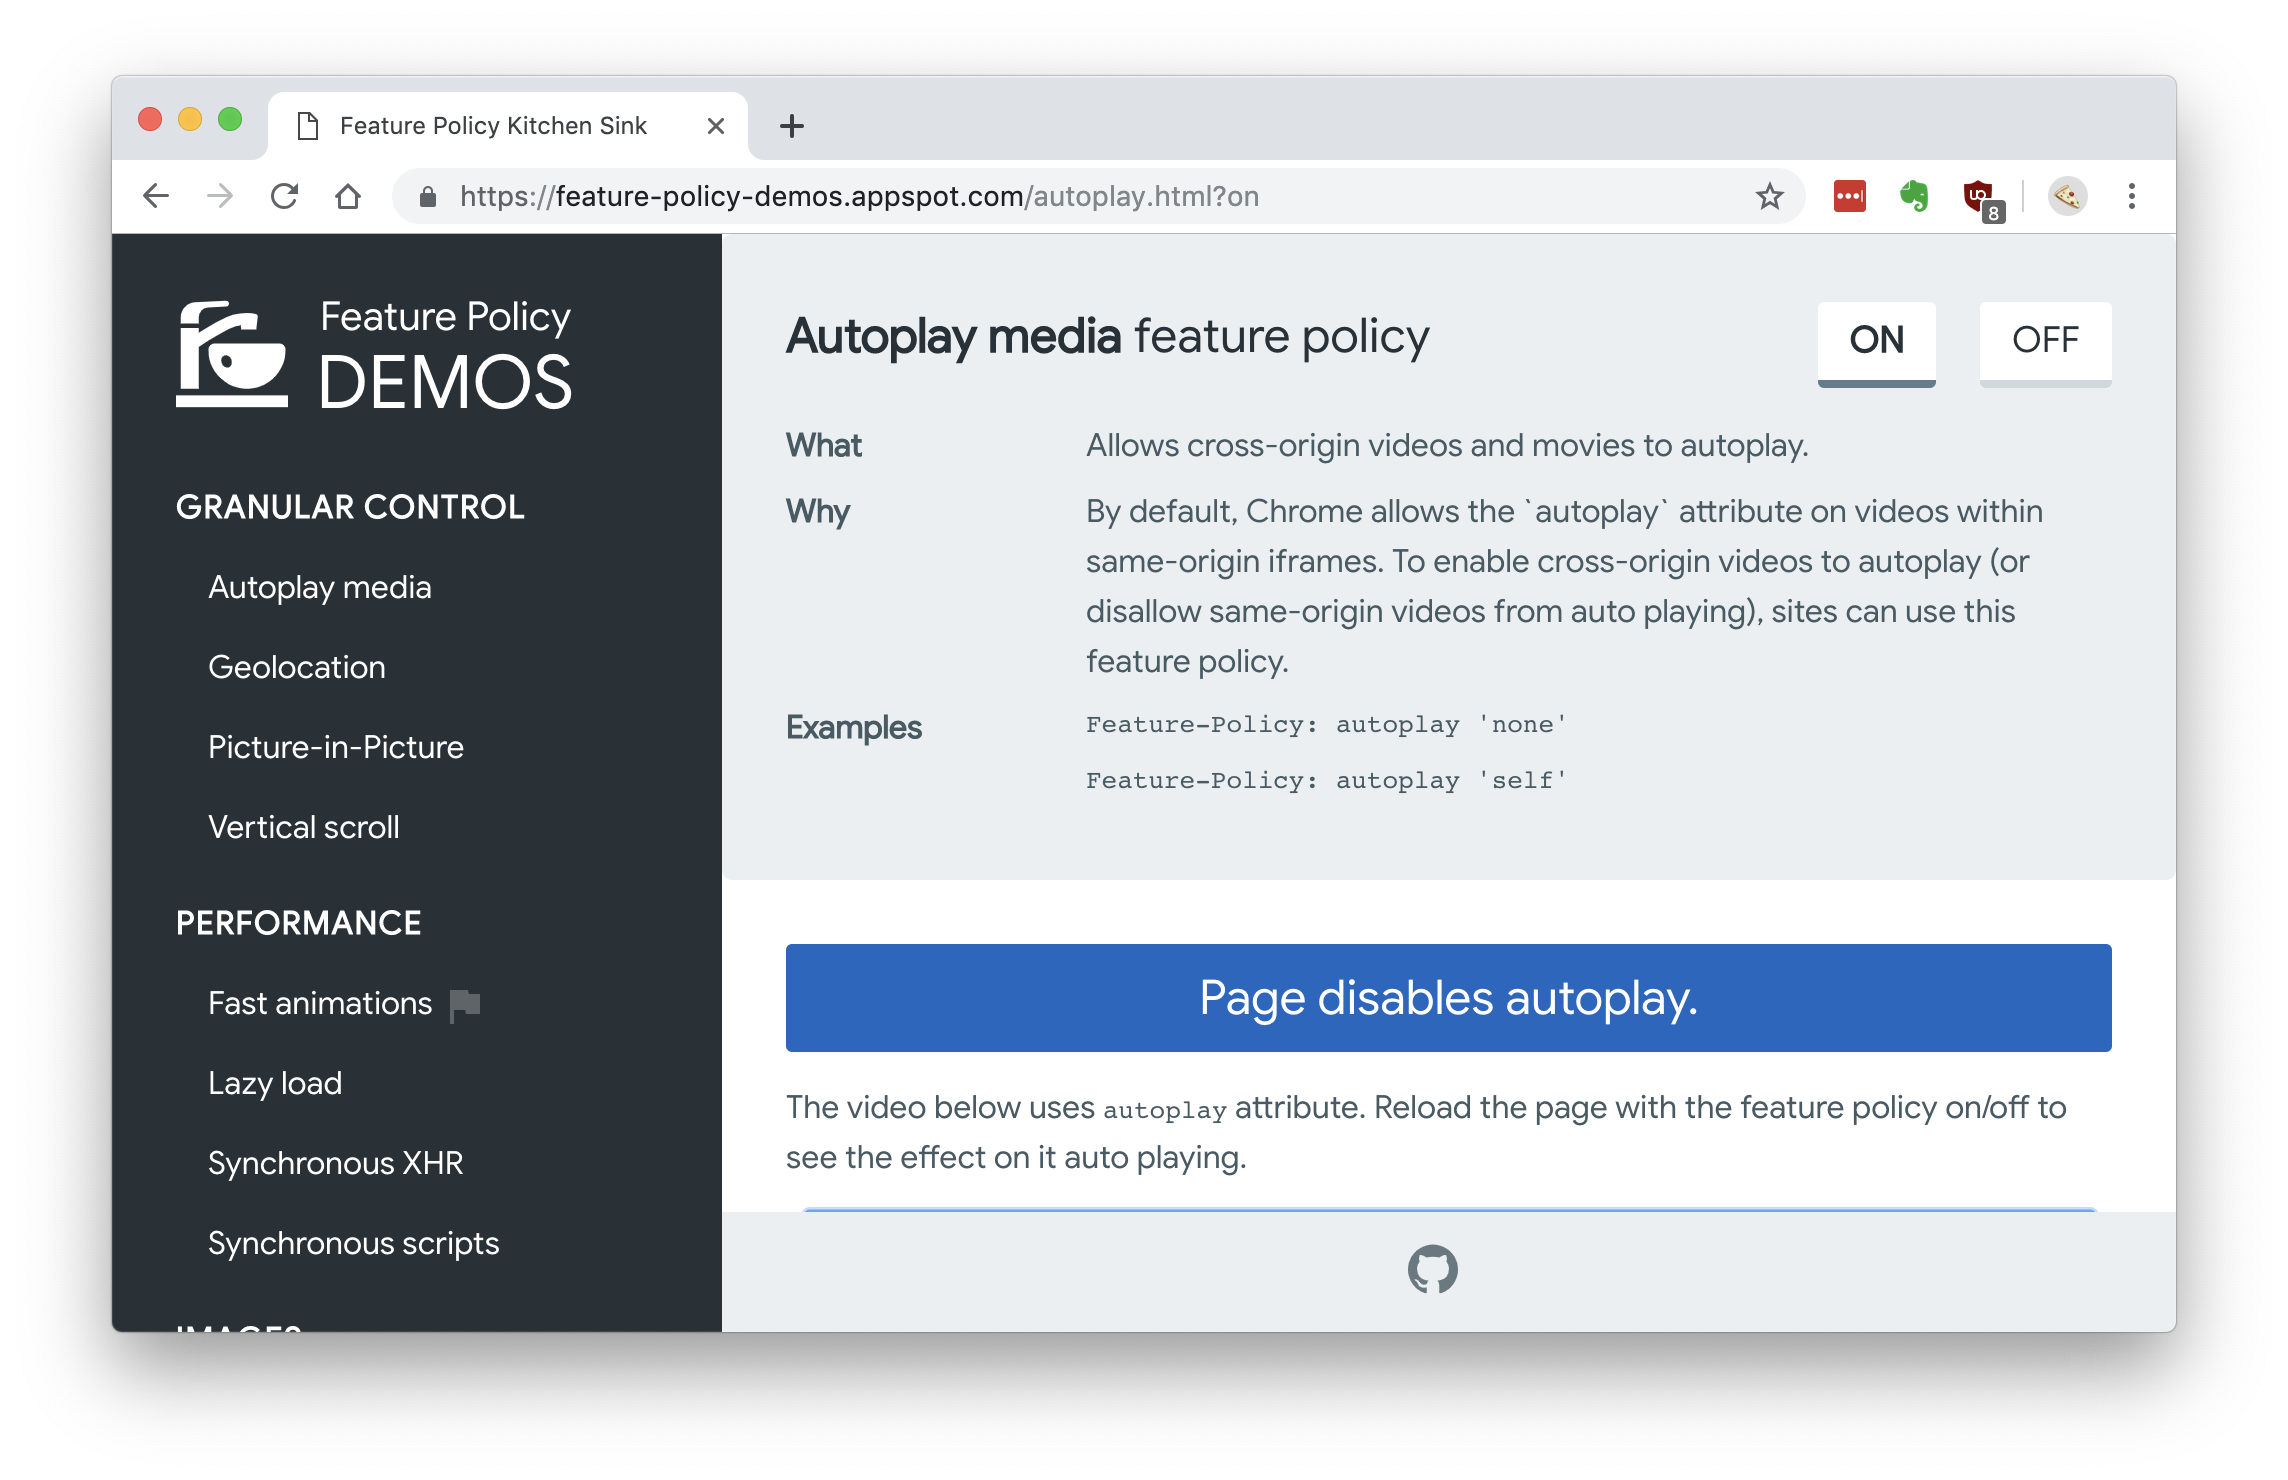 Feature Policy Kitchen Sink
https://feature-policy-demos.appspot.com/autoplay.html?on
8
Feature Policy
DEMOS
GRANULAR CONTROL
Autoplay media
Geolocation
Picture-in-Picture
Vertical scroll
PERFORMANCE
Fast animations
Lazy load
Synchronous XHR
Synchronous scripts
IMAGES
Autoplay media feature policy
ON
OFF
What
Allows cross-origin videos and movies to autoplay.
Why
By default, Chrome allows the `autoplay` attribute on videos within
same-origin iframes. To enable cross-origin videos to autoplay (or
disallow same-origin videos from auto playing), sites can use this
feature policy.
Examples
Feature-Policy: autoplay 'none'
Feature-Policy: autoplay 'self'
Page disables autoplay.
The video below uses autoplay attribute. Reload the page with the feature policy on/off to
see the effect on it auto playing.